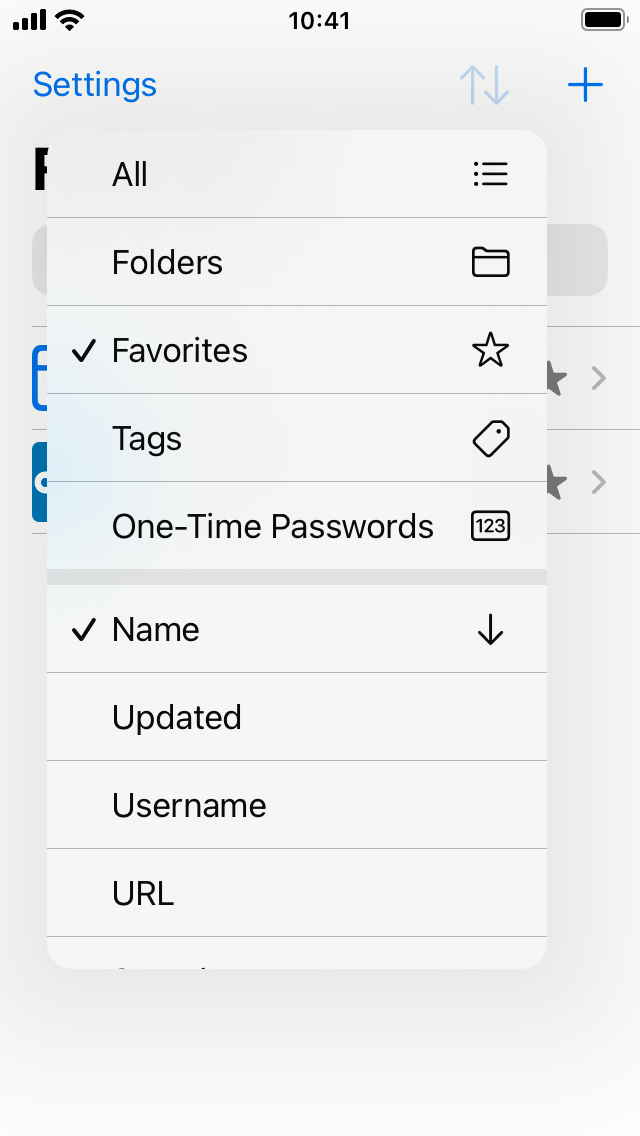 10:41
Settings
All
Folders
Favorites
Tags
One-Time Passwords
123
Name
Updated
Username
URL